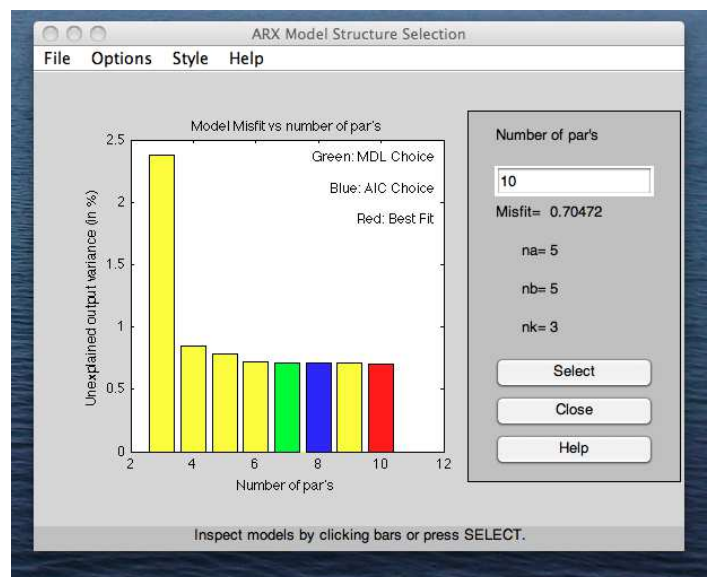 ARX Model Structure Selection
File Options Style Help
Model Misfit vs number of par's
2.5
2
1.5
1
0.5
0
Unexplained output variance (in %)
Green: MDL Choice
Blue: AIC Choice
Red: Best Fit
2 4 6 8 10 12
Number of par's
Number of par's
10
Misfit= 0.70472
na= 5
nb= 5
nk= 3
Select
Close
Help
Inspect models by clicking bars or press SELECT.